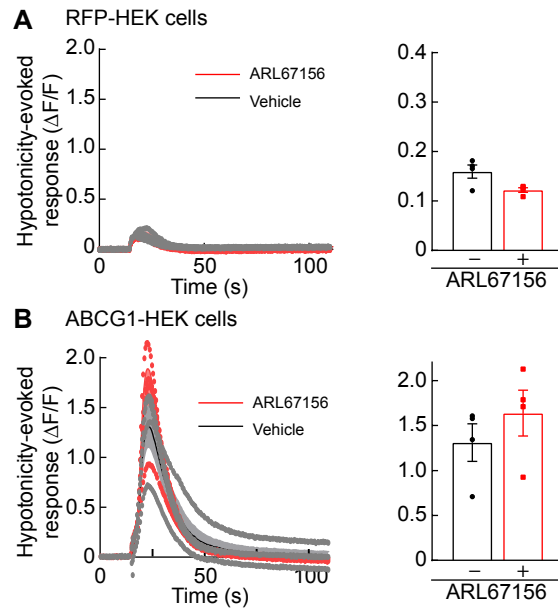 A RFP-HEK cells
Hypotonicity-evoked
response (ΔF/F)
2.0
1.5
1.0
0.5
0
ARL67156
Vehicle
0 50 100
Time (s)
0.4
0.3
0.2
0.1
0
− +
ARL67156
B ABCG1-HEK cells
Hypotonicity-evoked
response (ΔF/F)
2.0
1.5
1.0
0.5
0
ARL67156
Vehicle
0 50 100
Time (s)
2.0
1.5
1.0
0.5
0
− +
ARL67156